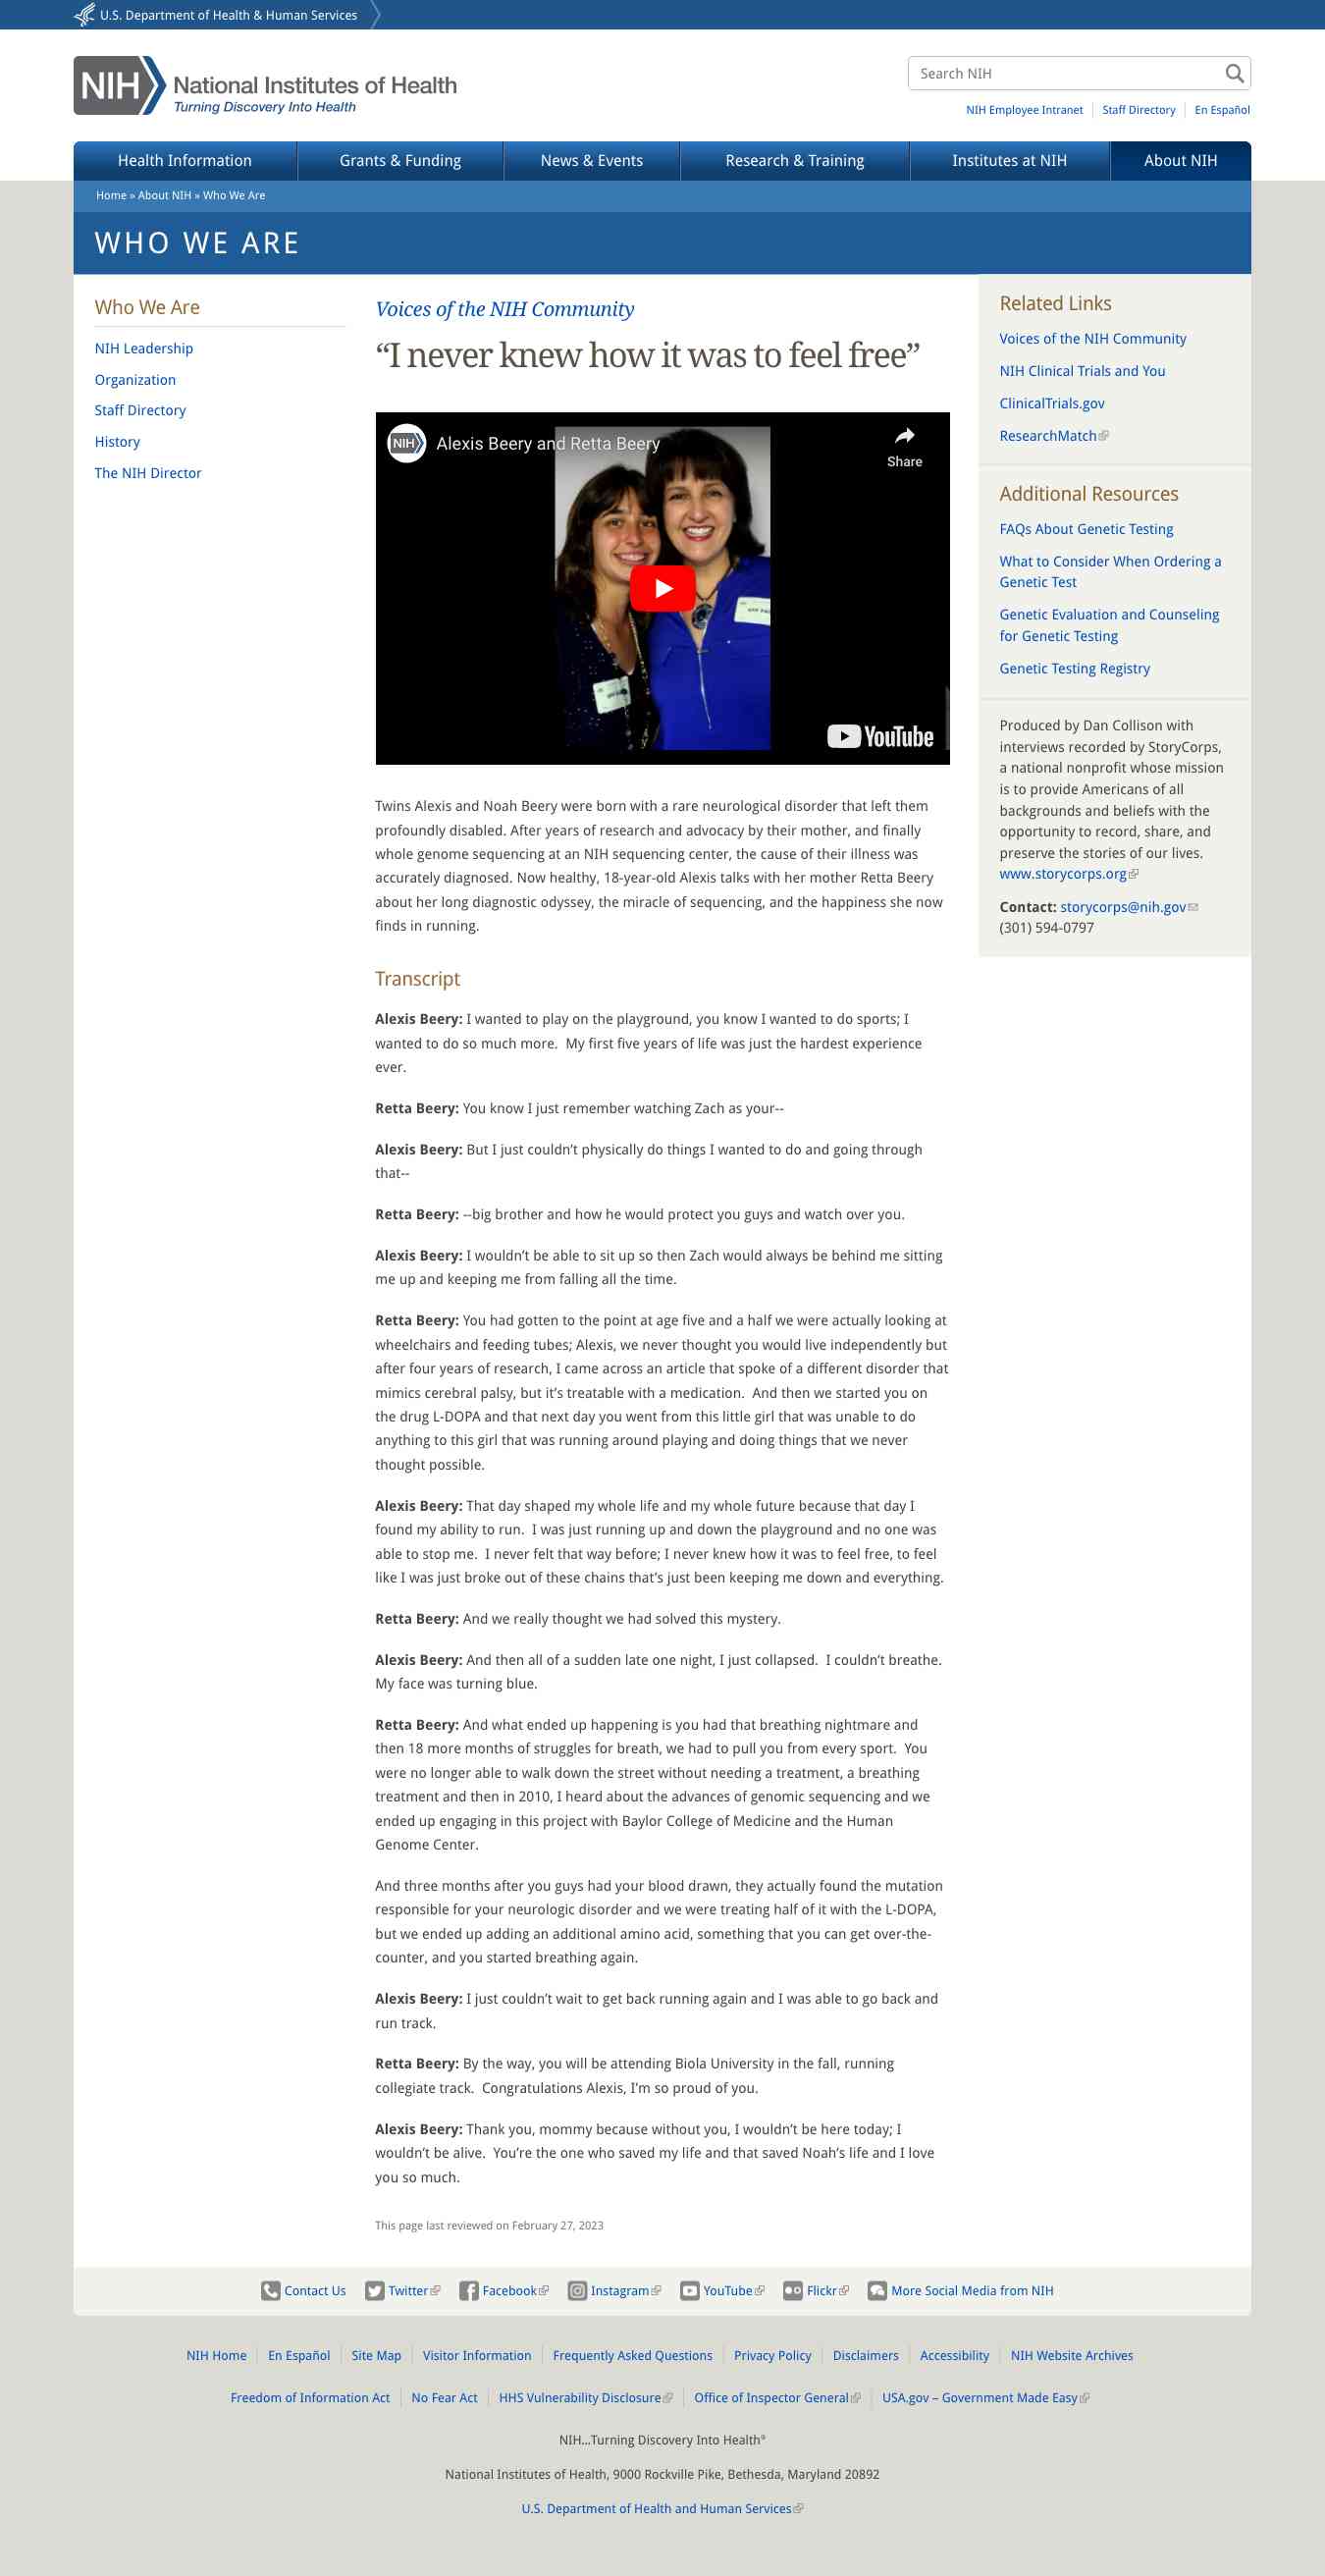 U.S. Department of Health & Human Services
NIH
National Institutes of Health
Turning Discovery Into Health
Search NIH
NIH Employee Intranet
Staff Directory
En Español
Health Information
Grants & Funding
News & Events
Research & Training
Institutes at NIH
About NIH
Home » About NIH » Who We Are
WHO WE ARE
Who We Are
NIH Leadership
Organization
Staff Directory
History
The NIH Director
Voices of the NIH Community
“I never knew how it was to feel free”
NIH
Alexis Beery and Retta Beery
Share
YouTube
Twins Alexis and Noah Beery were born with a rare neurological disorder that left them
profoundly disabled. After years of research and advocacy by their mother, and finally
whole genome sequencing at an NIH sequencing center, the cause of their illness was
accurately diagnosed. Now healthy, 18-year-old Alexis talks with her mother Retta Beery
about her long diagnostic odyssey, the miracle of sequencing, and the happiness she now
finds in running.
Transcript
Alexis Beery: I wanted to play on the playground, you know I wanted to do sports; I
wanted to do so much more.  My first five years of life was just the hardest experience
ever.
Retta Beery: You know I just remember watching Zach as your--
Alexis Beery: But I just couldn’t physically do things I wanted to do and going through
that--
Retta Beery: --big brother and how he would protect you guys and watch over you.
Alexis Beery: I wouldn’t be able to sit up so then Zach would always be behind me sitting
me up and keeping me from falling all the time.
Retta Beery: You had gotten to the point at age five and a half we were actually looking at
wheelchairs and feeding tubes; Alexis, we never thought you would live independently but
after four years of research, I came across an article that spoke of a different disorder that
mimics cerebral palsy, but it’s treatable with a medication.  And then we started you on
the drug L-DOPA and that next day you went from this little girl that was unable to do
anything to this girl that was running around playing and doing things that we never
thought possible.
Alexis Beery: That day shaped my whole life and my whole future because that day I
found my ability to run.  I was just running up and down the playground and no one was
able to stop me.  I never felt that way before; I never knew how it was to feel free, to feel
like I was just broke out of these chains that’s just been keeping me down and everything.
Retta Beery: And we really thought we had solved this mystery.
Alexis Beery: And then all of a sudden late one night, I just collapsed.  I couldn’t breathe.
My face was turning blue.
Retta Beery: And what ended up happening is you had that breathing nightmare and
then 18 more months of struggles for breath, we had to pull you from every sport.  You
were no longer able to walk down the street without needing a treatment, a breathing
treatment and then in 2010, I heard about the advances of genomic sequencing and we
ended up engaging in this project with Baylor College of Medicine and the Human
Genome Center.
And three months after you guys had your blood drawn, they actually found the mutation
responsible for your neurologic disorder and we were treating half of it with the L-DOPA,
but we ended up adding an additional amino acid, something that you can get over-the-
counter, and you started breathing again.
Alexis Beery: I just couldn’t wait to get back running again and I was able to go back and
run track.
Retta Beery: By the way, you will be attending Biola University in the fall, running
collegiate track.  Congratulations Alexis, I'm so proud of you.
Alexis Beery: Thank you, mommy because without you, I wouldn’t be here today; I
wouldn’t be alive.  You’re the one who saved my life and that saved Noah’s life and I love
you so much.
This page last reviewed on February 27, 2023
Related Links
Voices of the NIH Community
NIH Clinical Trials and You
ClinicalTrials.gov
ResearchMatch
Additional Resources
FAQs About Genetic Testing
What to Consider When Ordering a
Genetic Test
Genetic Evaluation and Counseling
for Genetic Testing
Genetic Testing Registry
Produced by Dan Collison with
interviews recorded by StoryCorps,
a national nonprofit whose mission
is to provide Americans of all
backgrounds and beliefs with the
opportunity to record, share, and
preserve the stories of our lives.
www.storycorps.org
Contact: storycorps@nih.gov
(301) 594-0797
Contact Us
Twitter
Facebook
Instagram
YouTube
Flickr
More Social Media from NIH
NIH Home
En Español
Site Map
Visitor Information
Frequently Asked Questions
Privacy Policy
Disclaimers
Accessibility
NIH Website Archives
Freedom of Information Act
No Fear Act
HHS Vulnerability Disclosure
Office of Inspector General
USA.gov – Government Made Easy
NIH...Turning Discovery Into Health®
National Institutes of Health, 9000 Rockville Pike, Bethesda, Maryland 20892
U.S. Department of Health and Human Services